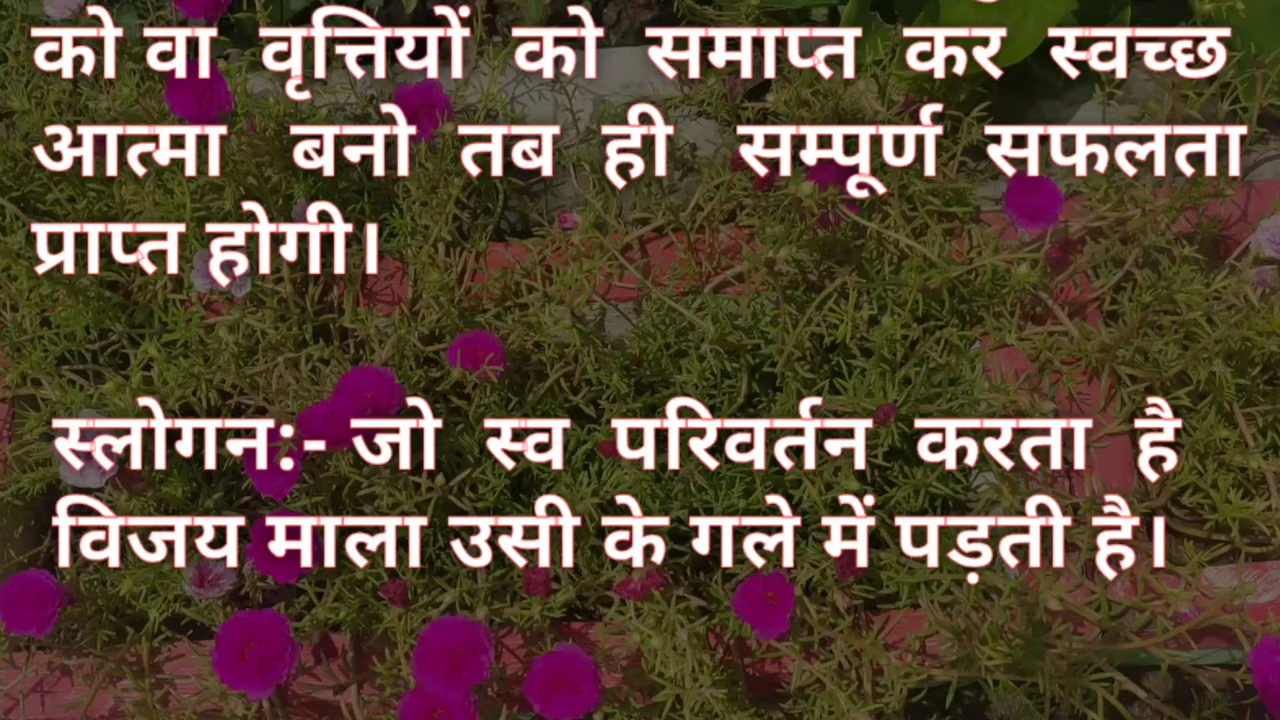 को वा वृत्तियों को समाप्त कर स्वच्छ
आत्मा बनो तब ही सम्पूर्ण सफलता
प्राप्त होगी।
स्लोगन:- जो स्व परिवर्तन करता है
विजय माला उसी के गले में पड़ती है।